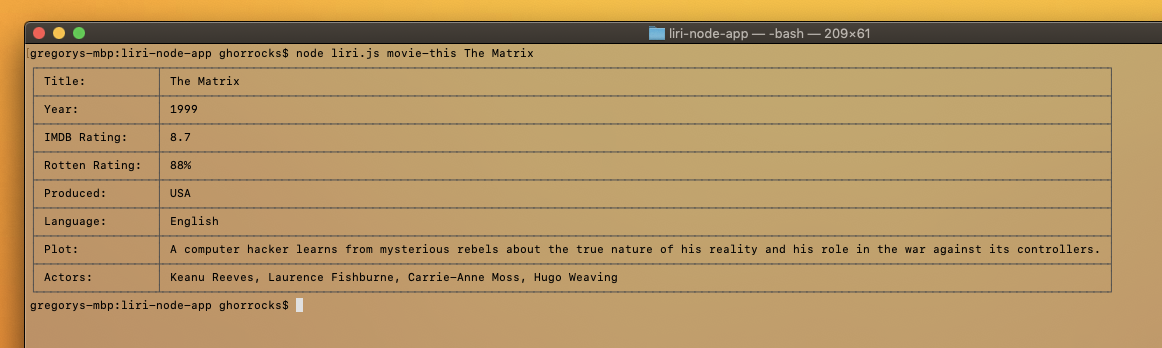 liri-node-app — -bash — 209×61
gregorys-mbp:liri-node-app ghorrocks$ node liri.js movie-this The Matrix
Title: The Matrix
Year: 1999
IMDB Rating: 8.7
Rotten Rating: 88%
Produced: USA
Language: English
Plot: A computer hacker learns from mysterious rebels about the true nature of his reality and his role in the war against its controllers.
Actors: Keanu Reeves, Laurence Fishburne, Carrie-Anne Moss, Hugo Weaving
gregorys-mbp:liri-node-app ghorrocks$